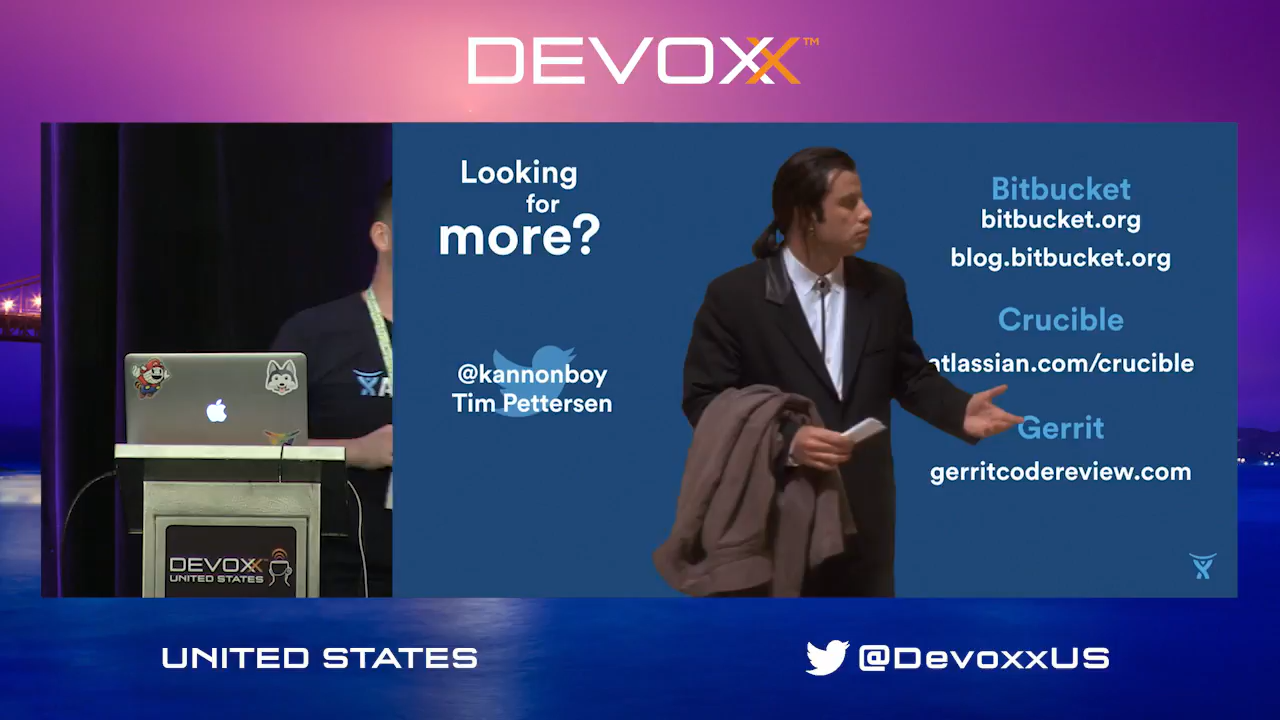 DEVOXX™
Looking
for
more?
@kannonboy
Tim Pettersen
Bitbucket
bitbucket.org
blog.bitbucket.org
Crucible
atlassian.com/crucible
Gerrit
gerritcodereview.com
XA
DEVOXX
UNITED STATES
UNITED STATES
@DevoxxUS